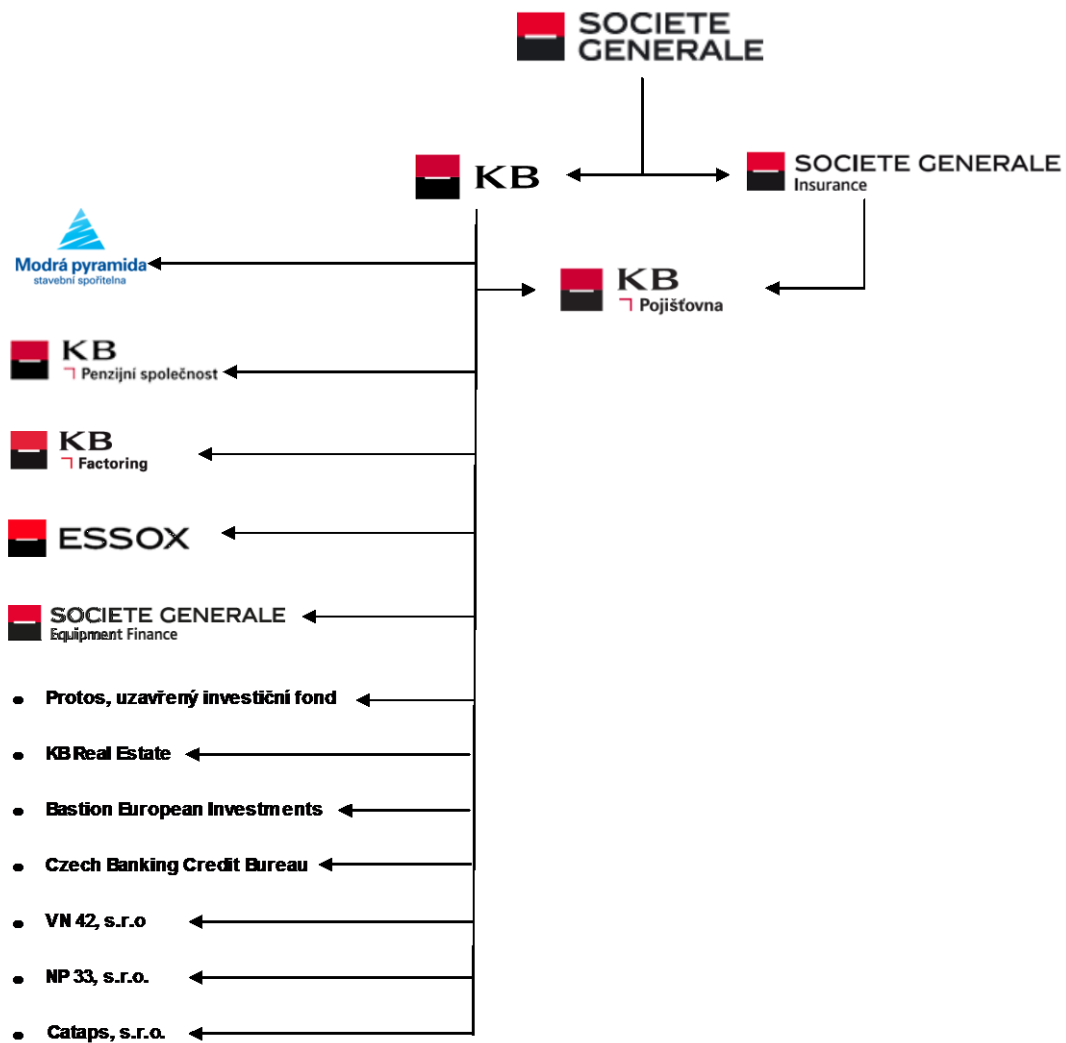 SOCIETE
GENERALE
KB
SOCIETE GENERALE
Insurance
Modrá pyramida
stavební spořitelna
KB
Pojišťovna
KB
Penzijní společnost
KB
Factoring
ESSOX
SOCIETE GENERALE
Equipment Finance
• Protos, uzavřený investiční fond
• KB Real Estate
• Bastion European Investments
• Czech Banking Credit Bureau
• VN 42, s.r.o
• NP 33, s.r.o.
• Cataps, s.r.o.